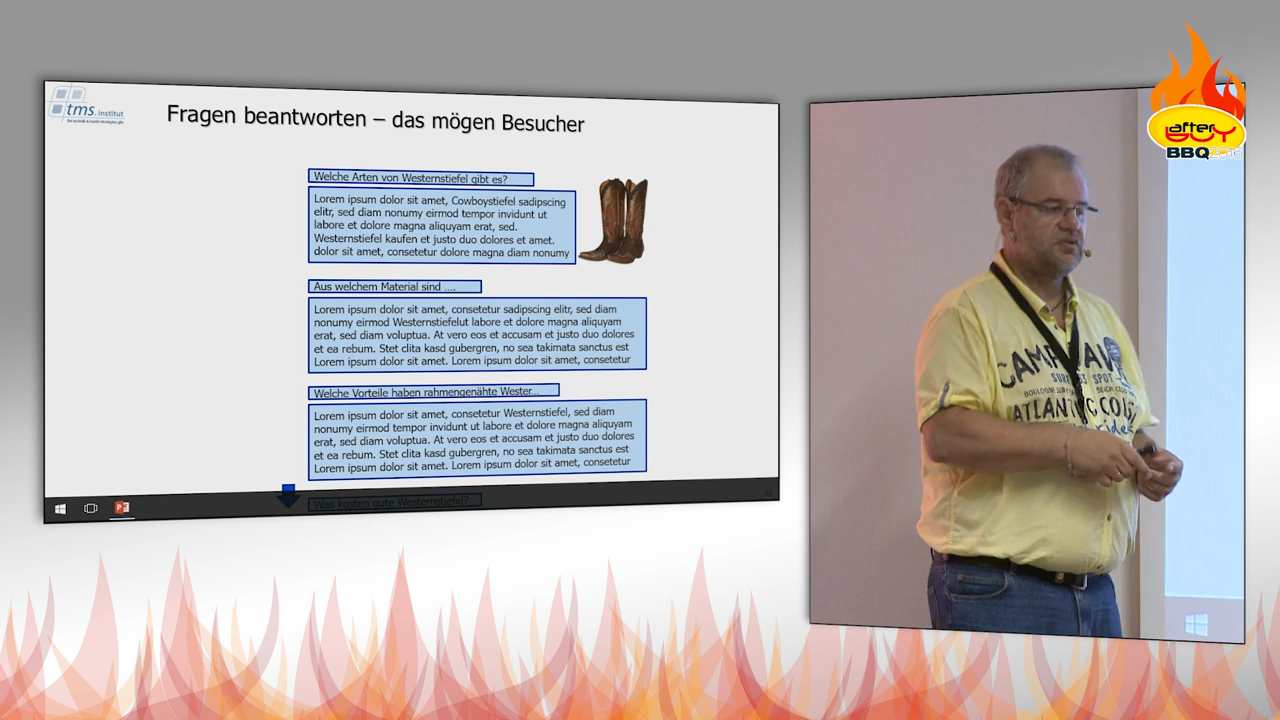 tms.institut
Fragen beantworten – das mögen Besucher
Welche Arten von Westernstiefel gibt es?
Lorem ipsum dolor sit amet, Cowboystiefel sadipscing
elitr, sed diam nonumy eirmod tempor invidunt ut
labore et dolore magna aliquyam erat, sed.
Westernstiefel kaufen et justo duo dolores et amet.
dolor sit amet, consetetur dolore magna diam nonumy
Aus welchem Material sind ….
Lorem ipsum dolor sit amet, consetetur sadipscing elitr, sed diam
nonumy eirmod Westernstiefelut labore et dolore magna aliquyam
erat, sed diam voluptua. At vero eos et accusam et justo duo dolores
et ea rebum. Stet clita kasd gubergren, no sea takimata sanctus est
Lorem ipsum dolor sit amet. Lorem ipsum dolor sit amet, consetetur
Welche Vorteile haben rahmengenähte Wester...
Lorem ipsum dolor sit amet, consetetur Westernstiefel, sed diam
nonumy eirmod tempor invidunt ut labore et dolore magna aliquyam
erat, sed diam voluptua. At vero eos et accusam et justo duo dolores
et ea rebum. Stet clita kasd gubergren, no sea takimata sanctus est
Lorem ipsum dolor sit amet. Lorem ipsum dolor sit amet, consetetur
Was kosten gute Westernstiefel?
after
BUY
BBQ2016
SPOT
ATLANTIC